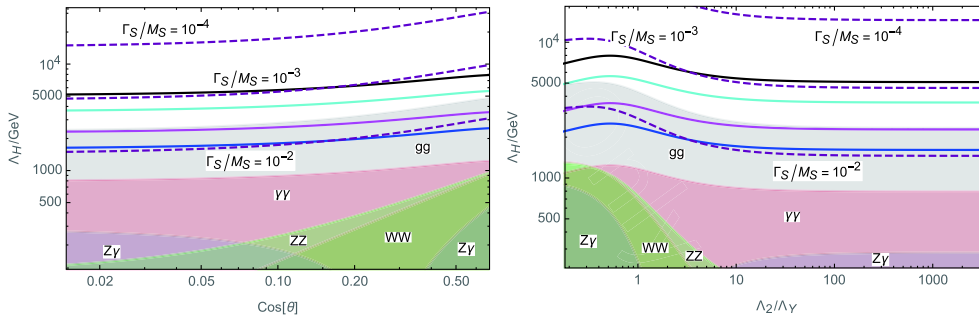 Γ_S/M_S = 10^-4
Γ_S/M_S = 10^-3
Γ_S/M_S = 10^-2
gg
γγ
ZZ
WW
Zγ
Zγ
10^4
5000
1000
500
0.02
0.05
0.10
0.20
0.50
Cos[θ]
Λ_H/GeV
Γ_S/M_S = 10^-3
Γ_S/M_S = 10^-4
Γ_S/M_S = 10^-2
gg
γγ
Zγ
WW
ZZ
Zγ
10^4
5000
1000
500
1
10
100
1000
Λ_2/Λ_Y
Λ_H/GeV